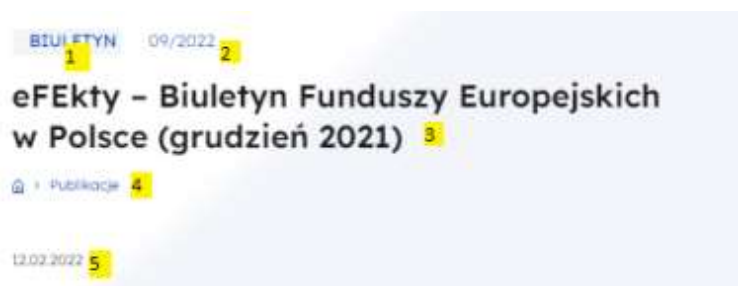 BIULETYN 09/2022 2
1
eFEkty – Biuletyn Funduszy Europejskich
w Polsce (grudzień 2021) 3
> Publikacje 4
12.02.2022 5